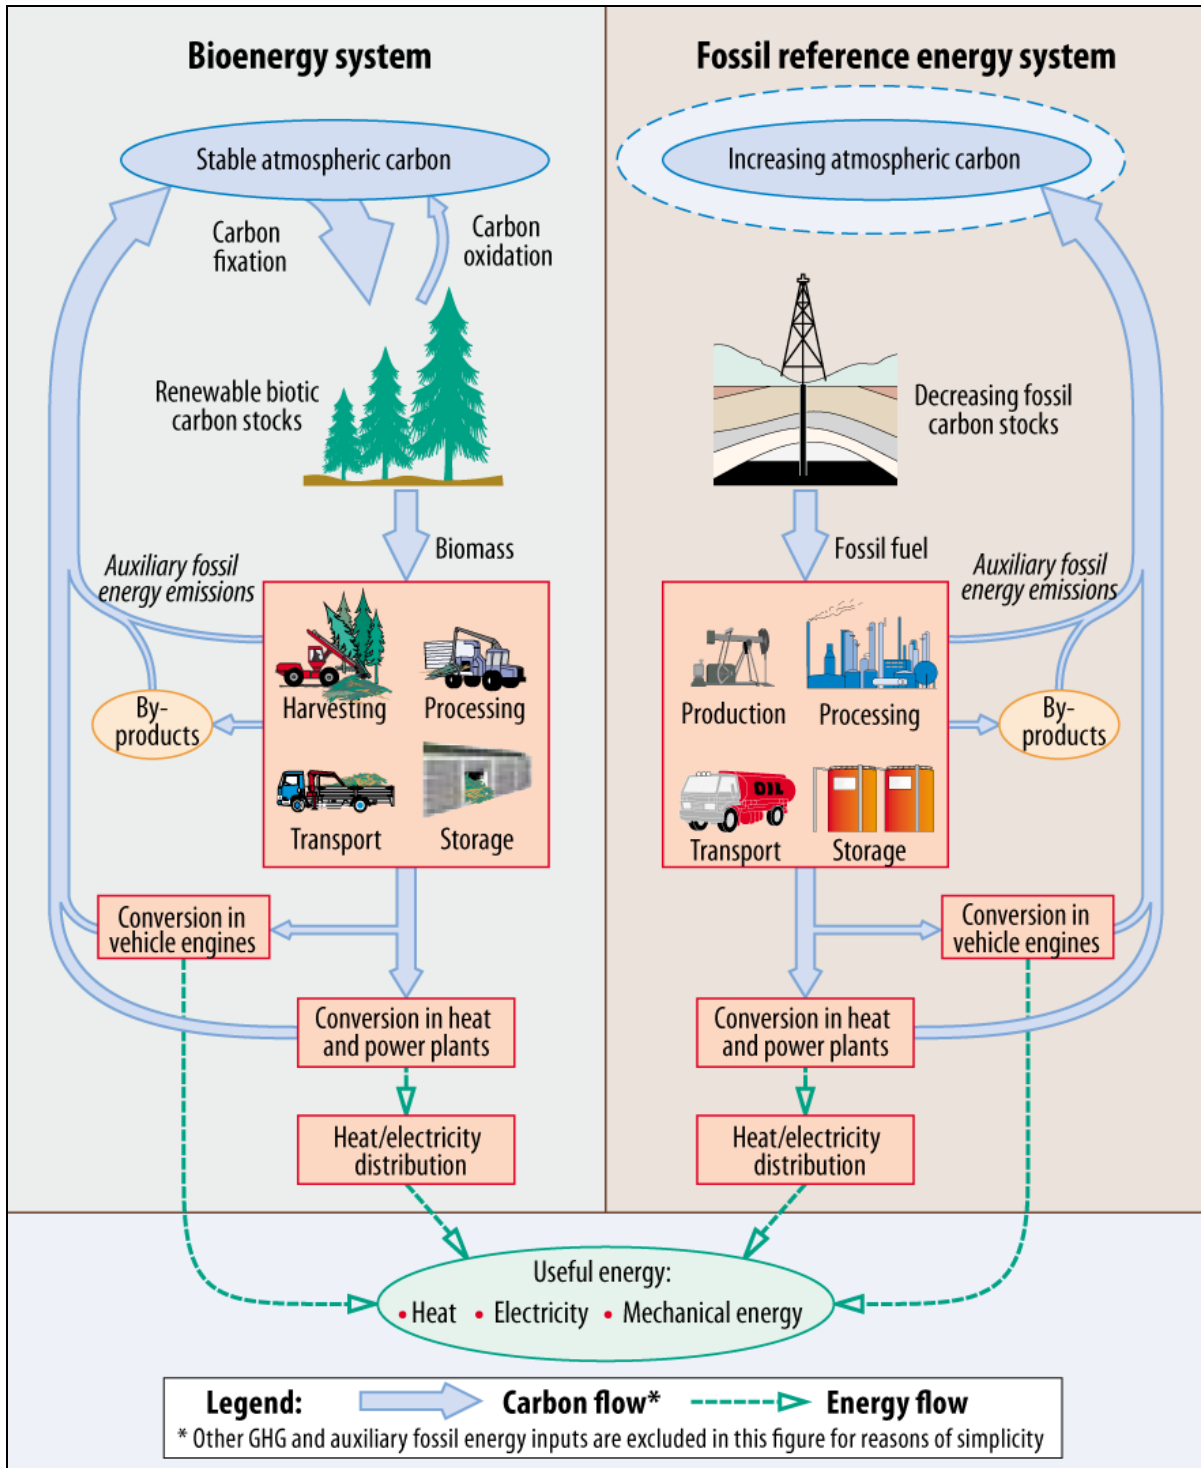 Bioenergy system
Stable atmospheric carbon
Carbon
fixation
Carbon
oxidation
Renewable biotic
carbon stocks
Biomass
Auxiliary fossil
energy emissions
Harvesting
Processing
By-
products
Transport
Storage
Conversion in
vehicle engines
Conversion in heat
and power plants
Heat/electricity
distribution
Fossil reference energy system
Increasing atmospheric carbon
Decreasing fossil
carbon stocks
Fossil fuel
Auxiliary fossil
energy emissions
Production
Processing
By-
products
OIL
Transport
Storage
Conversion in
vehicle engines
Conversion in heat
and power plants
Heat/electricity
distribution
Useful energy:
• Heat • Electricity • Mechanical energy
Legend: Carbon flow* Energy flow
* Other GHG and auxiliary fossil energy inputs are excluded in this figure for reasons of simplicity